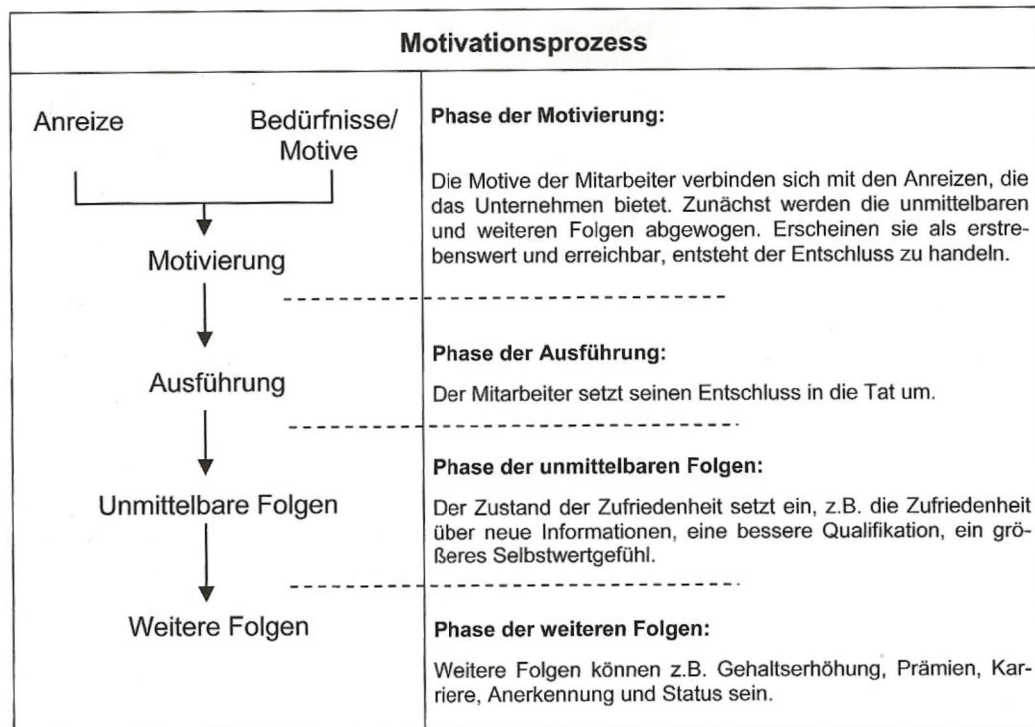 Motivationsprozess
Anreize
Bedürfnisse/
Motive
Motivierung
Ausführung
Unmittelbare Folgen
Weitere Folgen
Phase der Motivierung:
Die Motive der Mitarbeiter verbinden sich mit den Anreizen, die
das Unternehmen bietet. Zunächst werden die unmittelbaren
und weiteren Folgen abgewogen. Erscheinen sie als erstre-
benswert und erreichbar, entsteht der Entschluss zu handeln.
Phase der Ausführung:
Der Mitarbeiter setzt seinen Entschluss in die Tat um.
Phase der unmittelbaren Folgen:
Der Zustand der Zufriedenheit setzt ein, z.B. die Zufriedenheit
über neue Informationen, eine bessere Qualifikation, ein grö-
ßeres Selbstwertgefühl.
Phase der weiteren Folgen:
Weitere Folgen können z.B. Gehaltserhöhung, Prämien, Kar-
riere, Anerkennung und Status sein.